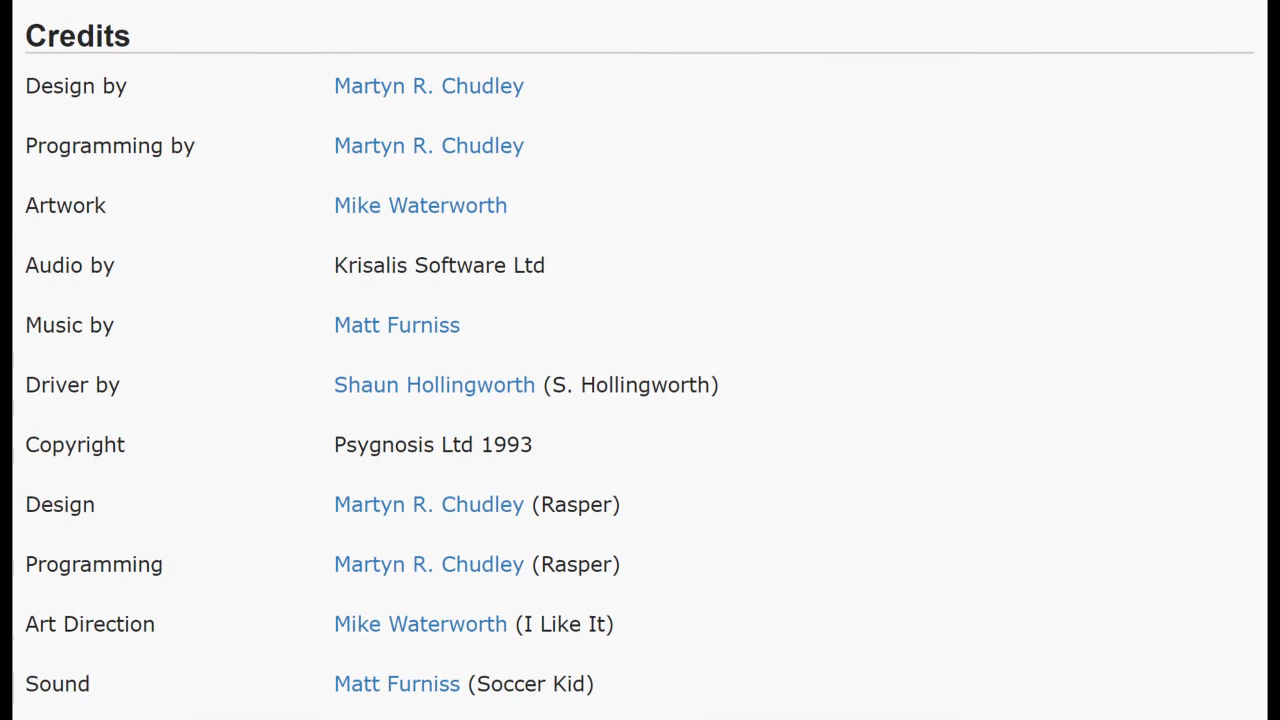 Credits
Design by Martyn R. Chudley
Programming by Martyn R. Chudley
Artwork Mike Waterworth
Audio by Krisalis Software Ltd
Music by Matt Furniss
Driver by Shaun Hollingworth (S. Hollingworth)
Copyright Psygnosis Ltd 1993
Design Martyn R. Chudley (Rasper)
Programming Martyn R. Chudley (Rasper)
Art Direction Mike Waterworth (I Like It)
Sound Matt Furniss (Soccer Kid)